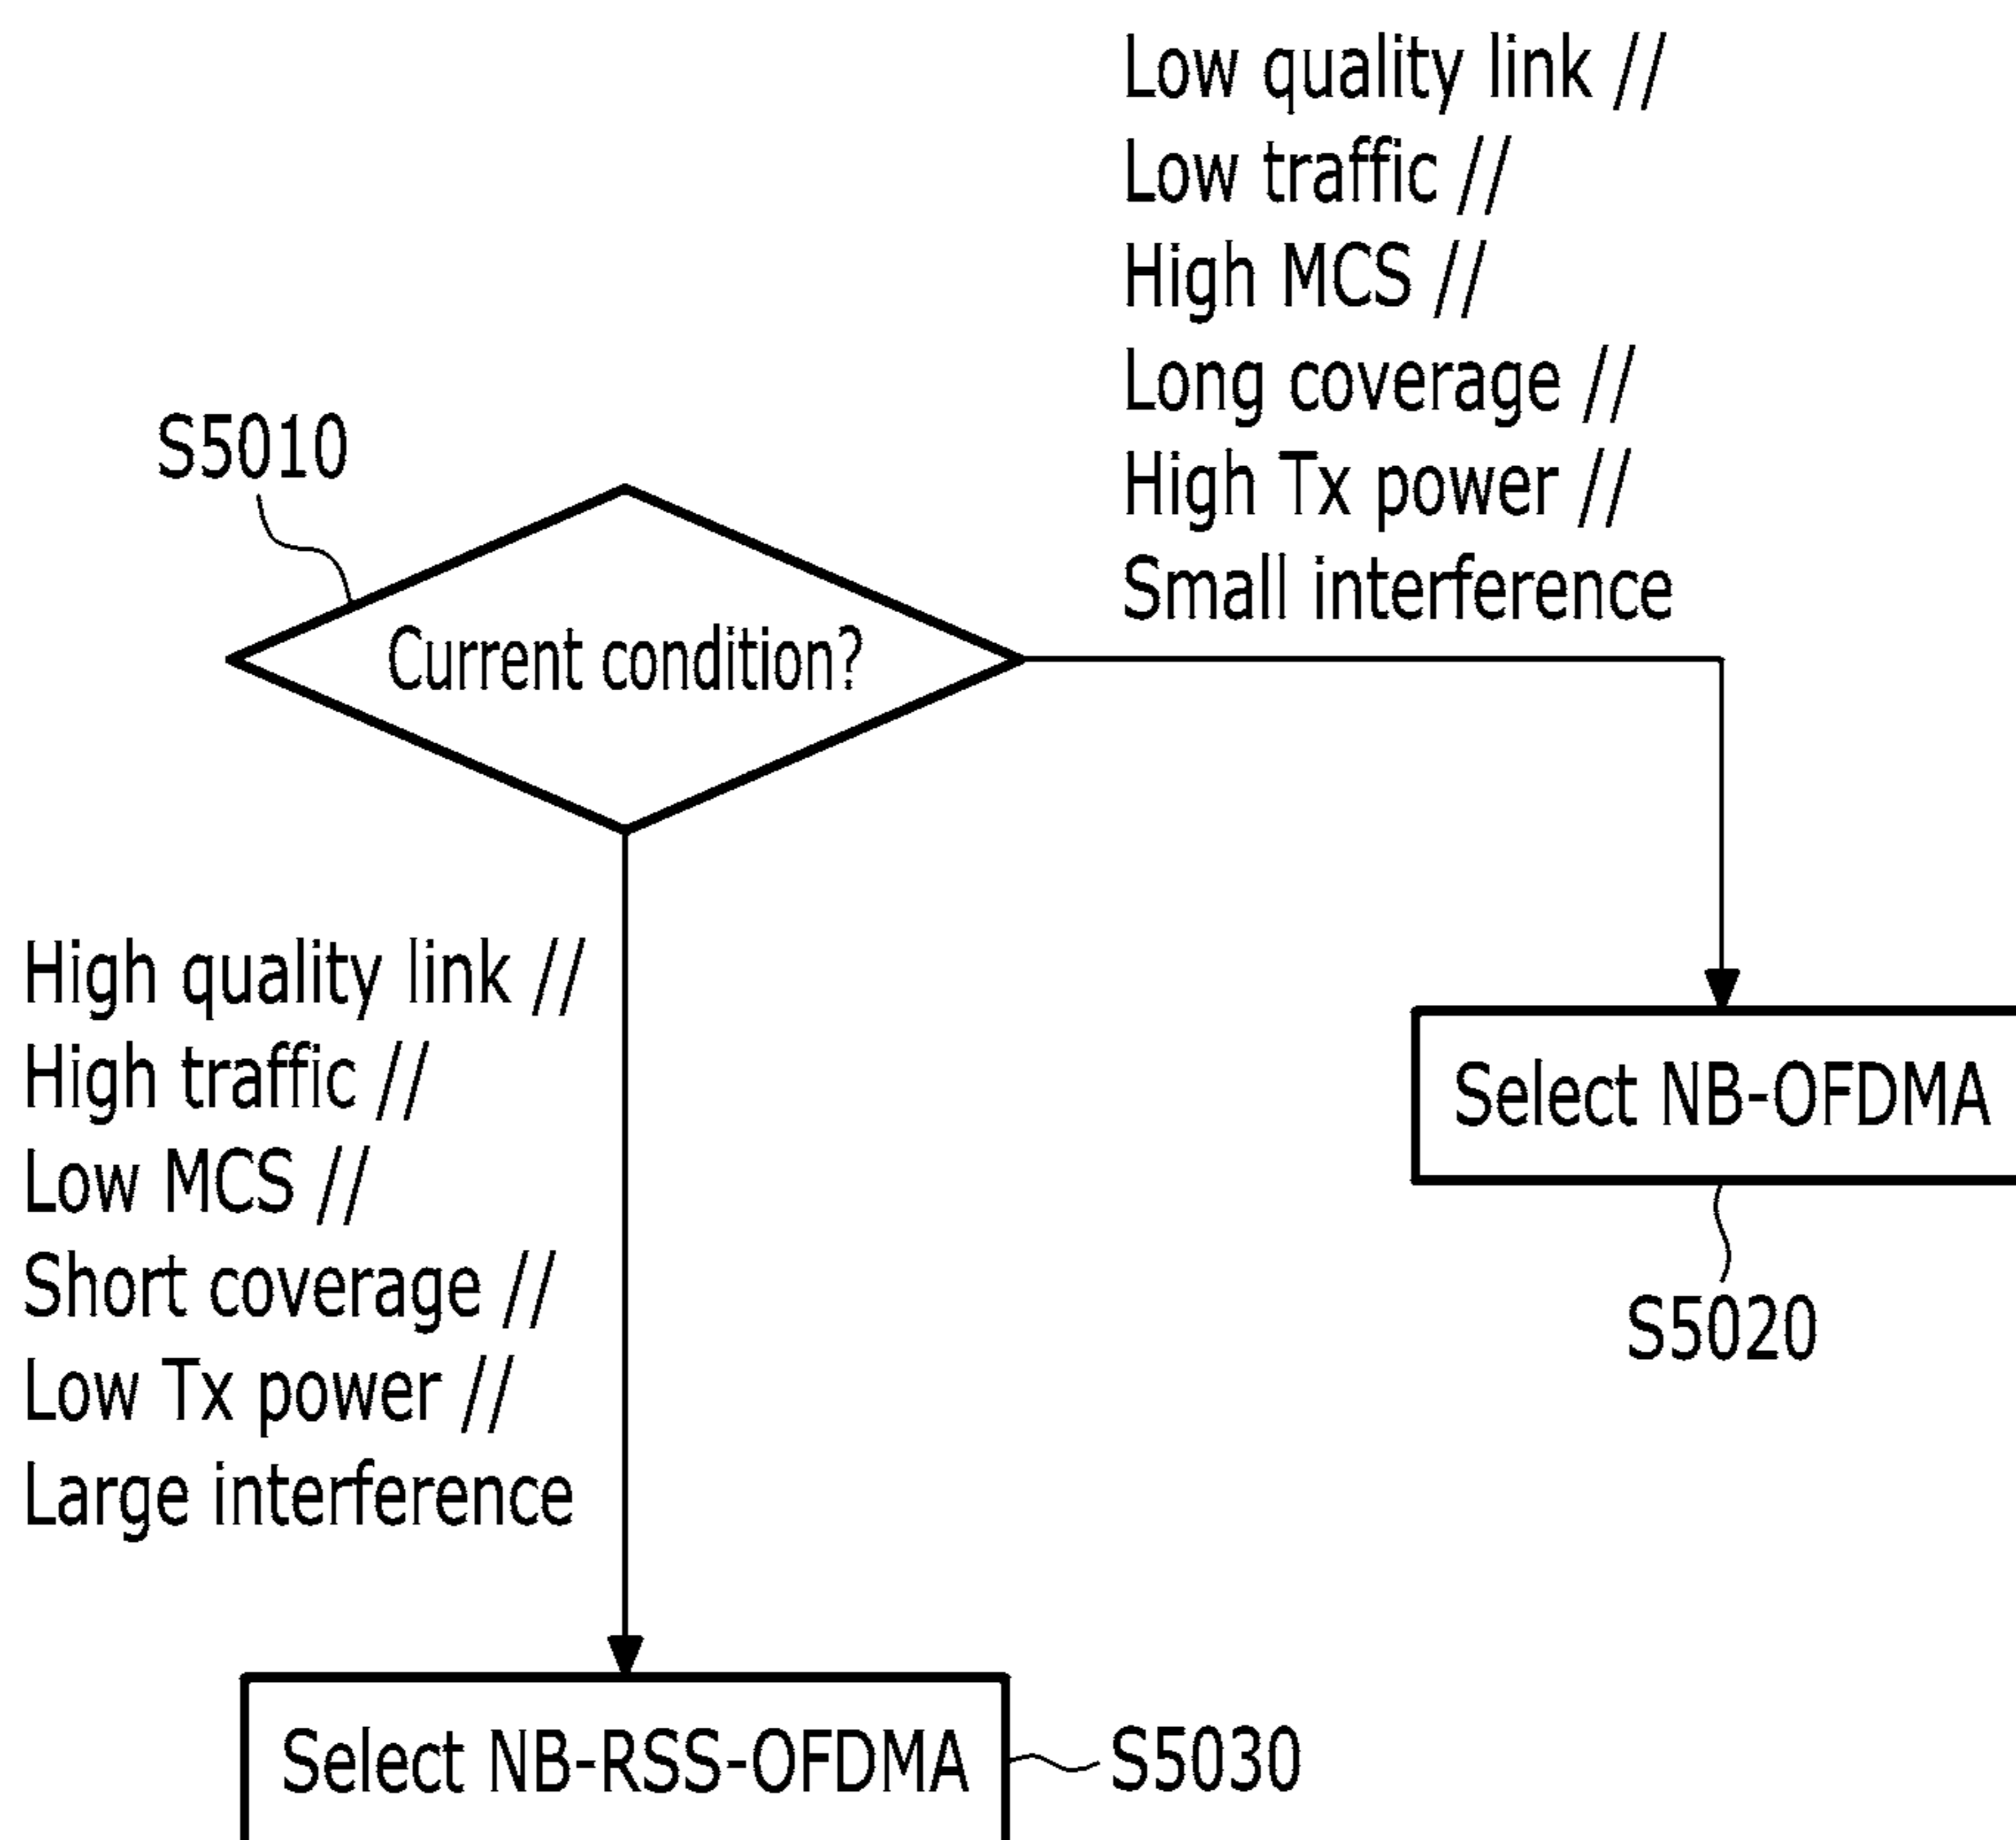 Low quality link //
Low traffic //
High MCS //
Long coverage //
High Tx power //
Small interference
S5010
Current condition?
High quality link //
High traffic //
Low MCS //
Short coverage //
Low Tx power //
Large interference
Select NB-OFDMA
S5020
Select NB-RSS-OFDMA
S5030